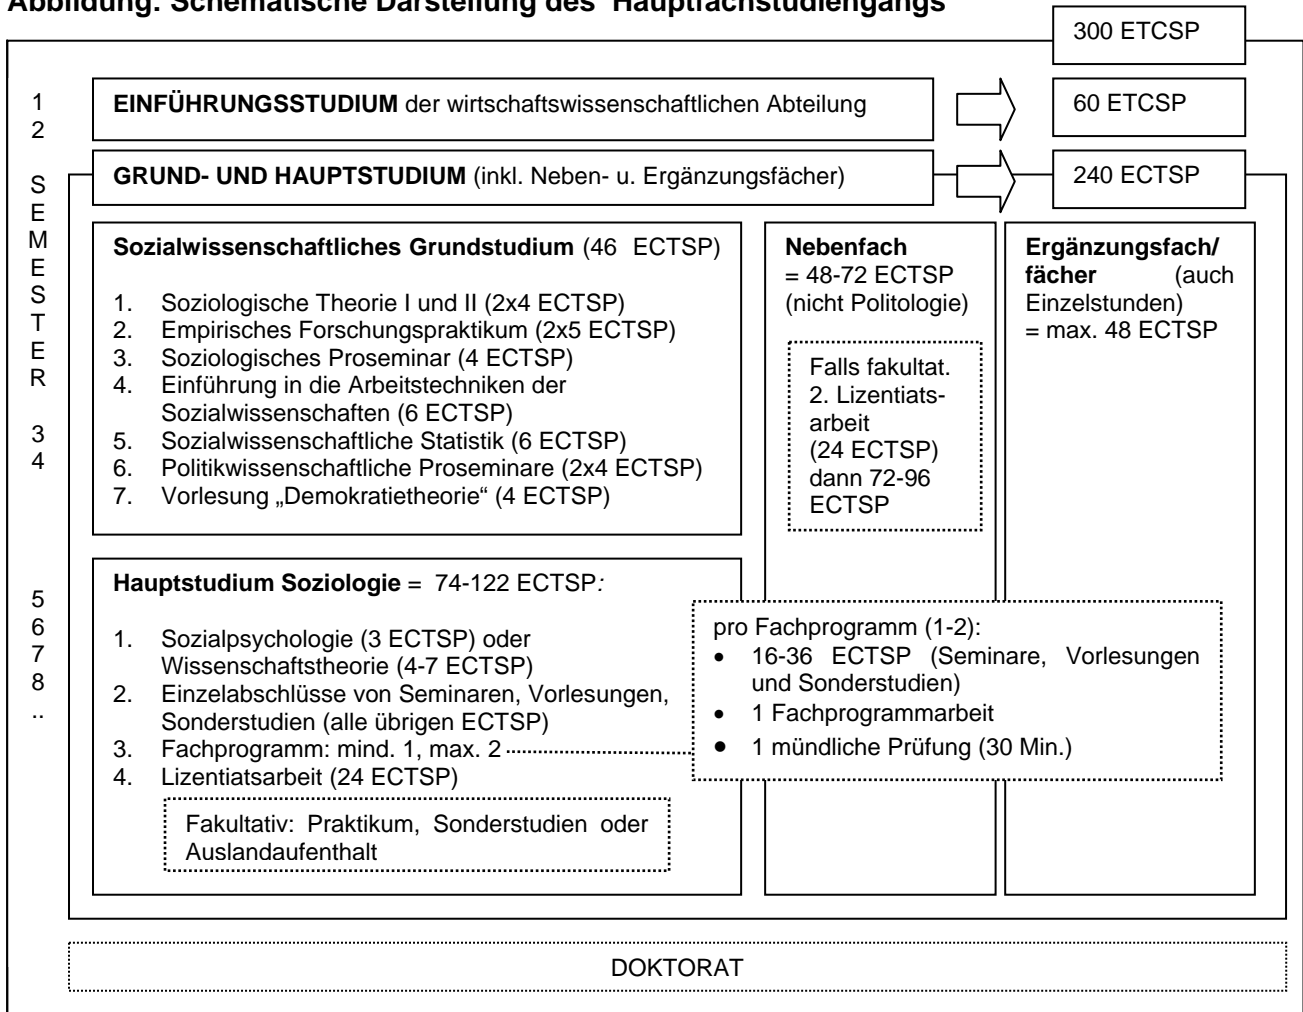 Abbildung: Schematische Darstellung des Hauptfachstudiengangs
300 ETCSP
1
2
EINFÜHRUNGSSTUDIUM der wirtschaftswissenschaftlichen Abteilung
60 ETCSP
S
E
M
E
S
T
E
R
GRUND- UND HAUPTSTUDIUM (inkl. Neben- u. Ergänzungsfächer)
240 ECTSP
3
4
Sozialwissenschaftliches Grundstudium (46 ECTSP)
1. Soziologische Theorie I und II (2x4 ECTSP)
2. Empirisches Forschungspraktikum (2x5 ECTSP)
3. Soziologisches Proseminar (4 ECTSP)
4. Einführung in die Arbeitstechniken der
Sozialwissenschaften (6 ECTSP)
5. Sozialwissenschaftliche Statistik (6 ECTSP)
6. Politikwissenschaftliche Proseminare (2x4 ECTSP)
7. Vorlesung „Demokratietheorie“ (4 ECTSP)
Nebenfach
= 48-72 ECTSP
(nicht Politologie)
Falls fakultat.
2. Lizentiats-
arbeit
(24 ECTSP)
dann 72-96
ECTSP
Ergänzungsfach/
fächer (auch
Einzelstunden)
= max. 48 ECTSP
5
6
7
8
..
Hauptstudium Soziologie = 74-122 ECTSP:
1. Sozialpsychologie (3 ECTSP) oder
Wissenschaftstheorie (4-7 ECTSP)
2. Einzelabschlüsse von Seminaren, Vorlesungen,
Sonderstudien (alle übrigen ECTSP)
3. Fachprogramm: mind. 1, max. 2
4. Lizentiatsarbeit (24 ECTSP)
Fakultativ: Praktikum, Sonderstudien oder
Auslandaufenthalt
pro Fachprogramm (1-2):
• 16-36 ECTSP (Seminare, Vorlesungen
und Sonderstudien)
• 1 Fachprogrammarbeit
• 1 mündliche Prüfung (30 Min.)
DOKTORAT